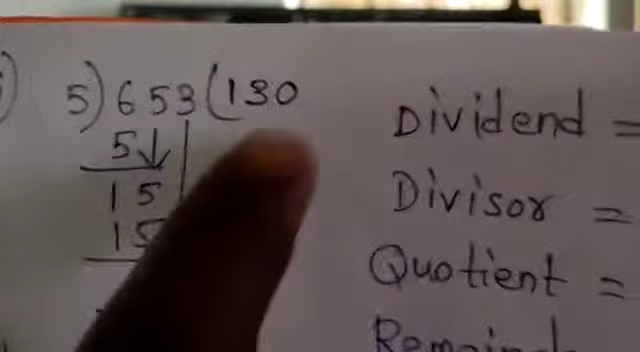 5)653(130
5
15
15
Dividend =
Divisor =
Quotient =